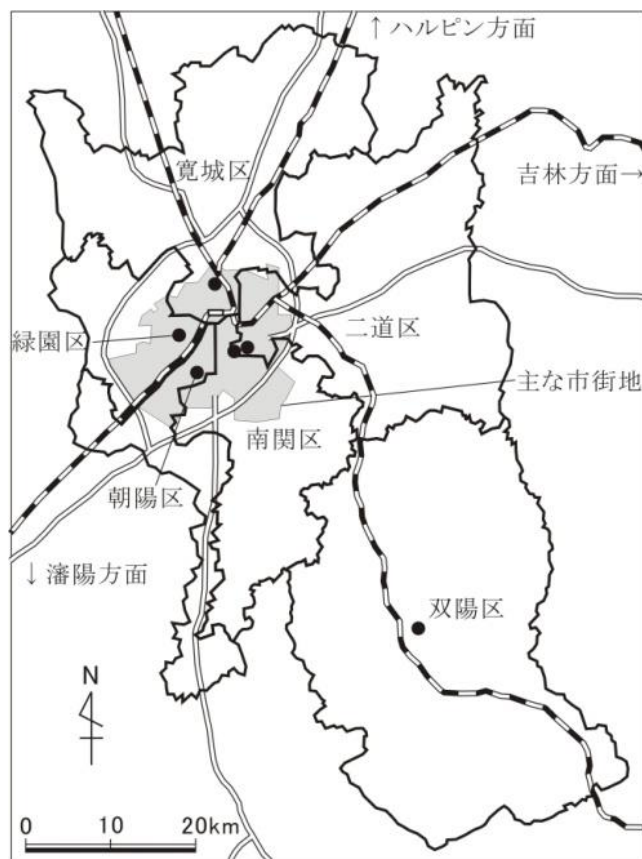 ↑ハルピン方面
寛城区
吉林方面→
緑園区
二道区
主な市街地
南関区
朝陽区
↓瀋陽方面
双陽区
N
0 10 20km